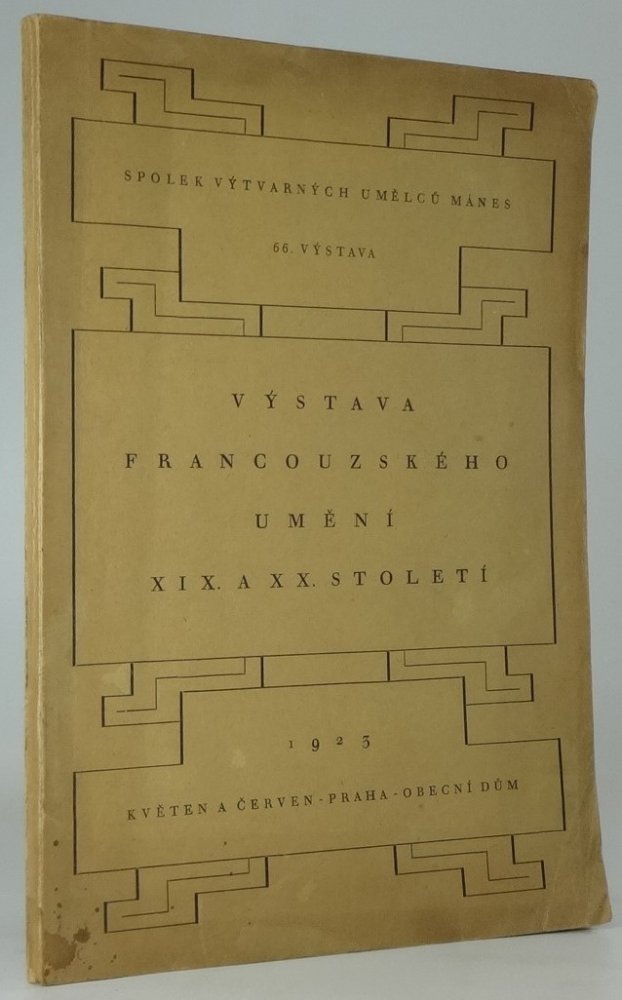 SPOLEK VÝTVARNÝCH UMĚLCŮ MÁNES
66. VÝSTAVA
VÝSTAVA
FRANCOUZSKÉHO
UMĚNÍ
XIX. A XX. STOLETÍ
1923
KVĚTEN A ČERVEN - PRAHA - OBECNÍ DŮM